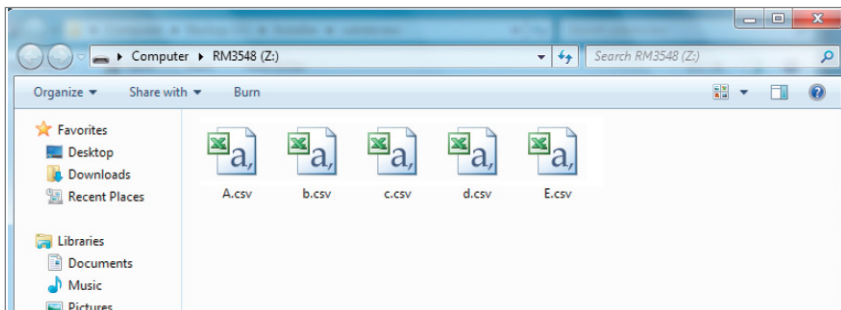 Computer ▸ RM3548 (Z:)
Search RM3548 (Z:)
Organize Share with Burn
Favorites
Desktop
Downloads
Recent Places
Libraries
Documents
Music
Pictures
A.csv b.csv c.csv d.csv E.csv